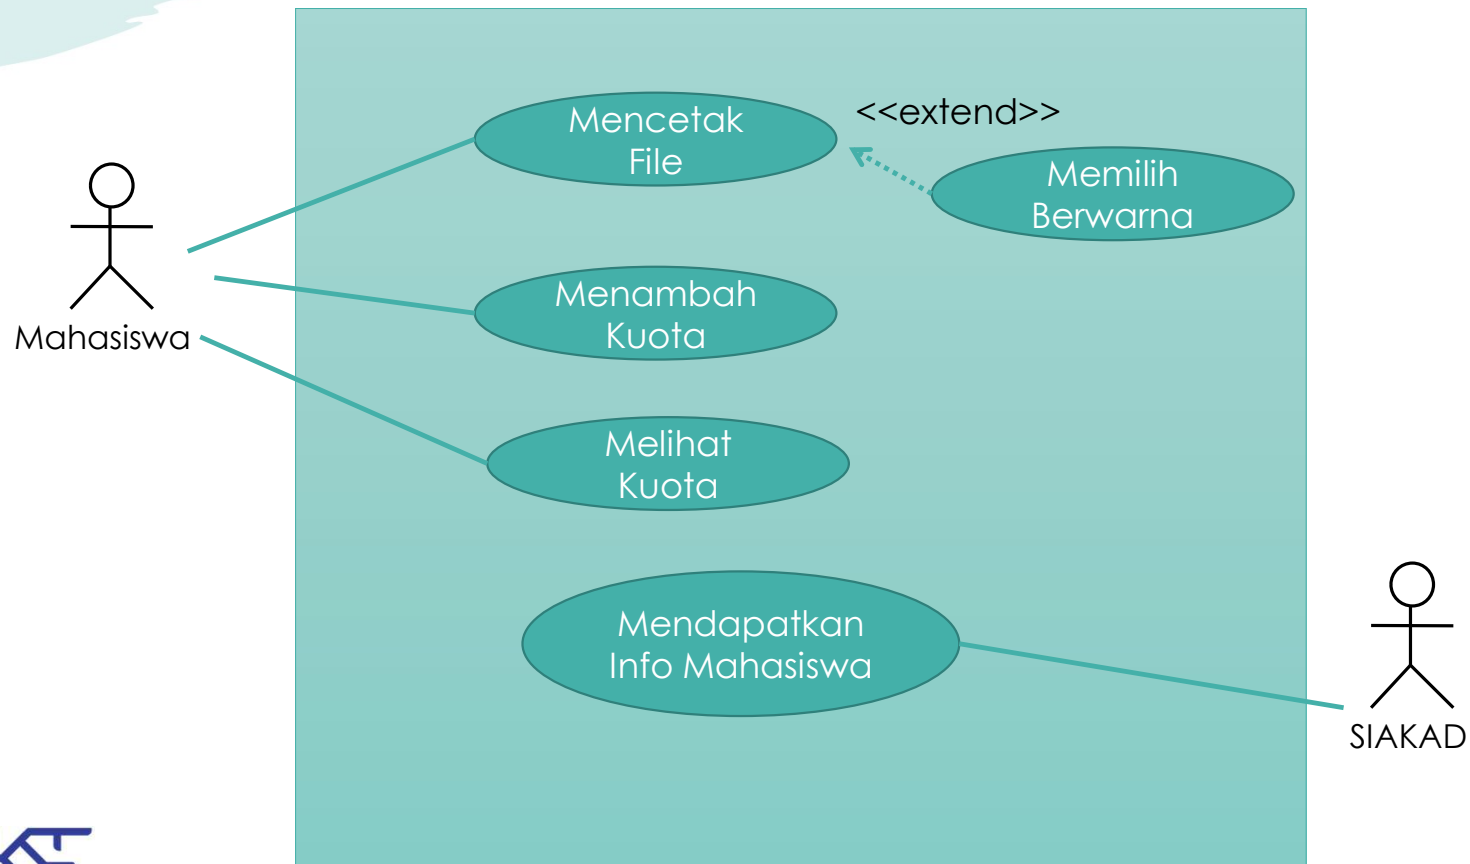 Mencetak
File
<<extend>>
Memilih
Berwarna
Menambah
Kuota
Mahasiswa
Melihat
Kuota
Mendapatkan
Info Mahasiswa
SIAKAD